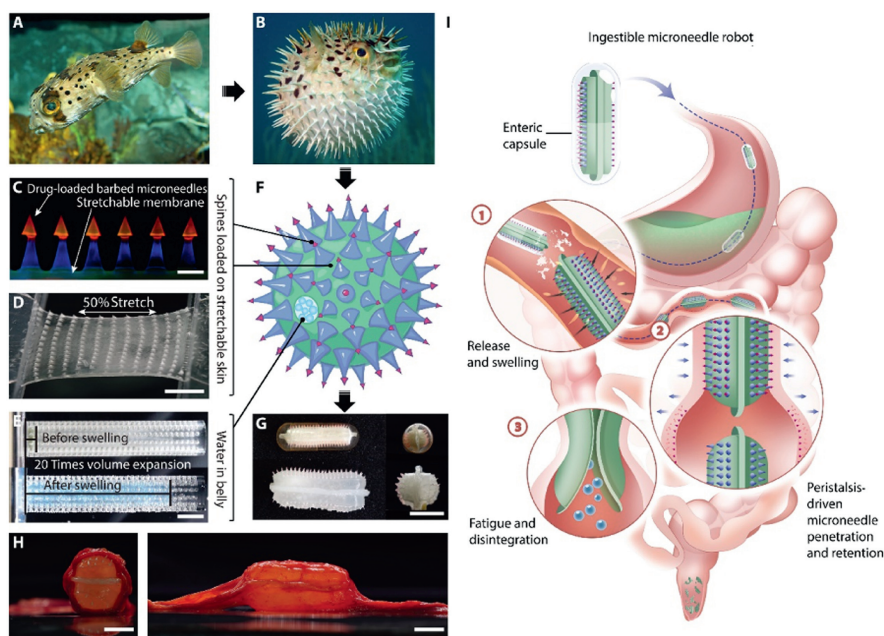 A
B
C
Drug-loaded barbed microneedles
Stretchable membrane
D
50% Stretch
E
Before swelling
20 Times volume expansion
After swelling
Spines loaded on stretchable skin
Water in belly
F
G
H
I
Ingestible microneedle robot
Enteric
capsule
1
Release
and swelling
2
Peristalsis-
driven
microneedle
penetration
and retention
3
Fatigue and
disintegration